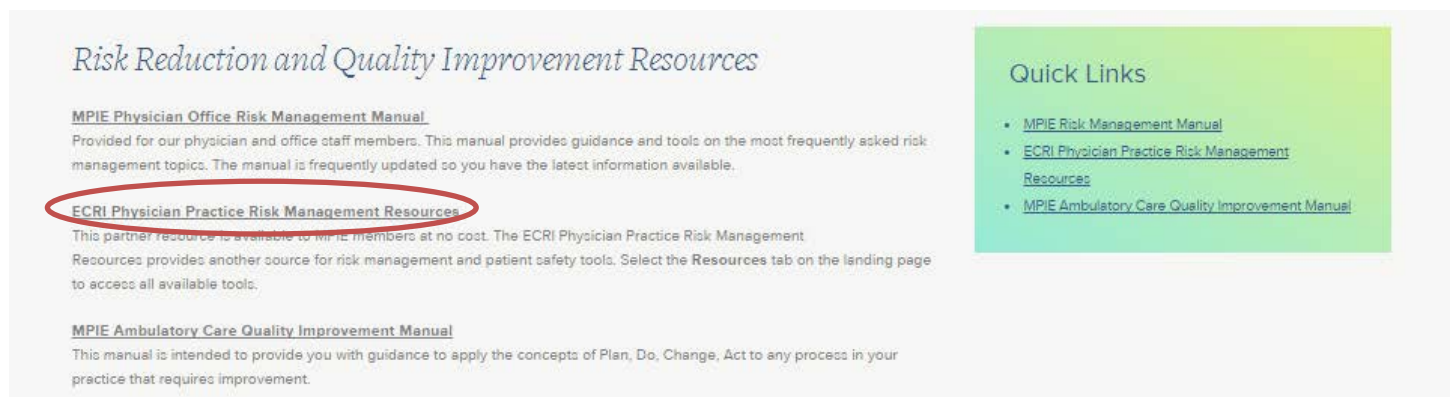 Risk Reduction and Quality Improvement Resources
MPIE Physician Office Risk Management Manual
Provided for our physician and office staff members. This manual provides guidance and tools on the most frequently asked risk
management topics. The manual is frequently updated so you have the latest information available.
ECRI Physician Practice Risk Management Resources
This partner resource is available to MPIE members at no cost. The ECRI Physician Practice Risk Management
Resources provides another source for risk management and patient safety tools. Select the Resources tab on the landing page
to access all available tools.
MPIE Ambulatory Care Quality Improvement Manual
This manual is intended to provide you with guidance to apply the concepts of Plan, Do, Change, Act to any process in your
practice that requires improvement.
Quick Links
• MPIE Risk Management Manual
• ECRI Physician Practice Risk Management
Resources
• MPIE Ambulatory Care Quality Improvement Manual